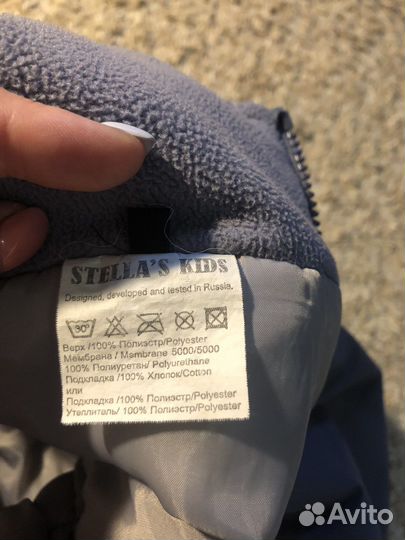 STELLA'S KIDS
Designed, developed and tested in Russia.
30°
Верх /100% Полиэстр/Polyester
Мембрана / Mambrane 5000/5000
100% Полиуретан/ Polyurethane
Подкладка /100% Хлопок/Cotton
или
Подкладка /100% Полиэстр/Polyester
Утеплитель/ 100% Полиэстр/Polyester
Avito